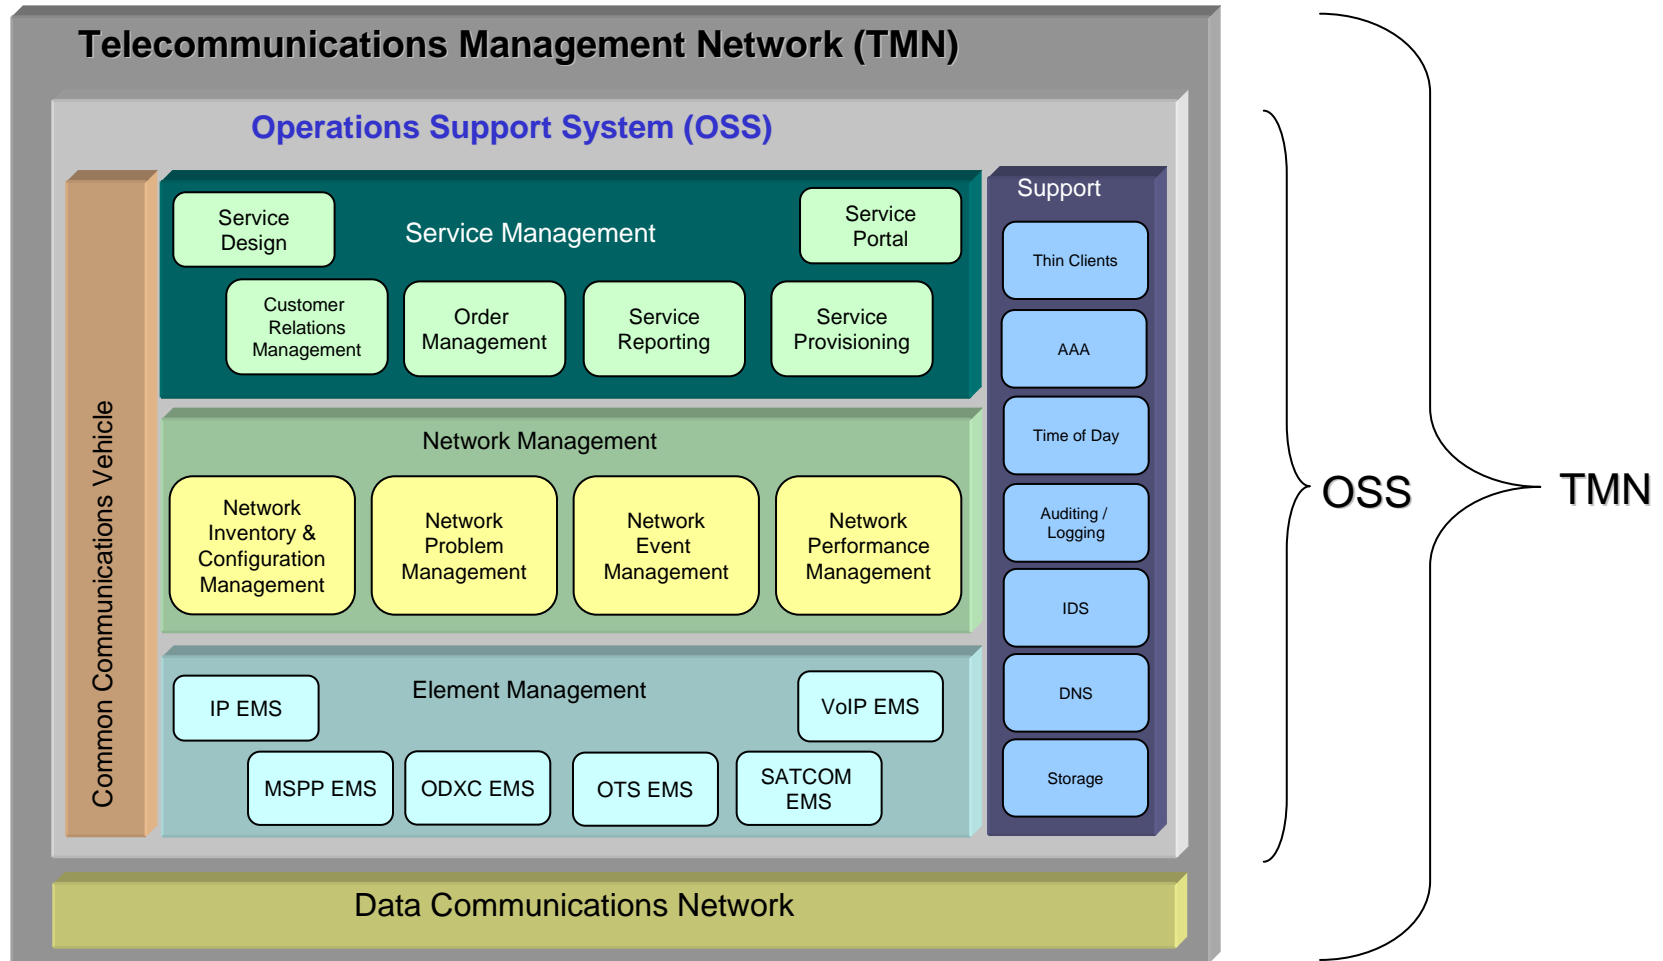 Telecommunications Management Network (TMN)
Operations Support System (OSS)
Common Communications Vehicle
Service
Design
Service Management
Service
Portal
Customer
Relations
Management
Order
Management
Service
Reporting
Service
Provisioning
Network Management
Network
Inventory &
Configuration
Management
Network
Problem
Management
Network
Event
Management
Network
Performance
Management
Element Management
IP EMS
VoIP EMS
MSPP EMS
ODXC EMS
OTS EMS
SATCOM
EMS
Support
Thin Clients
AAA
Time of Day
Auditing /
Logging
IDS
DNS
Storage
Data Communications Network
OSS
TMN